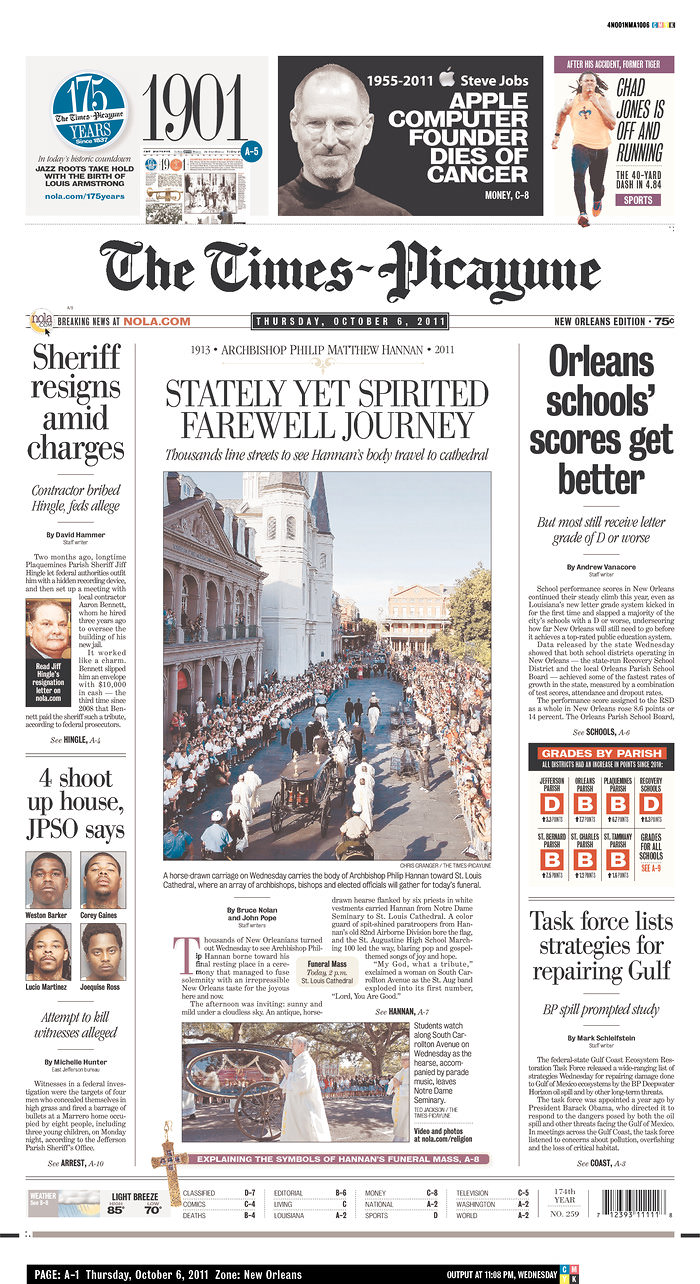 4NO01NMA1006 C M Y K
175
The Times-Picayune
YEARS
Since 1837
In today's historic countdown
JAZZ ROOTS TAKE HOLD
WITH THE BIRTH OF
LOUIS ARMSTRONG
nola.com/175years
1901
A-5
1955-2011 Steve Jobs
APPLE
COMPUTER
FOUNDER
DIES OF
CANCER
MONEY, C-8
AFTER HIS ACCIDENT, FORMER TIGER
CHAD
JONES IS
OFF AND
RUNNING
THE 40-YARD
DASH IN 4.84
SPORTS
The Times-Picayune
nola.com
BREAKING NEWS AT NOLA.COM
THURSDAY, OCTOBER 6, 2011
NEW ORLEANS EDITION • 75¢
Sheriff
resigns
amid
charges
Contractor bribed
Hingle, feds allege
By David Hammer
Staff writer
Two months ago, longtime
Plaquemines Parish Sheriff Jiff
Hingle let federal authorities outfit
him with a hidden recording device,
and then set up a meeting with
local contractor
Aaron Bennett,
whom he hired
three years ago
to oversee the
building of his
new jail.
It worked
like a charm.
Bennett slipped
him an envelope
with $10,000
in cash — the
third time since
2008 that Ben-
nett paid the sheriff such a tribute,
according to federal prosecutors.
Read Jiff
Hingle's
resignation
letter on
nola.com
See HINGLE, A-4
4 shoot
up house,
JPSO says
Weston Barker
Corey Gaines
Lucio Martinez
Joequise Ross
Attempt to kill
witnesses alleged
By Michelle Hunter
East Jefferson bureau
Witnesses in a federal inves-
tigation were the targets of four
men who concealed themselves in
high grass and fired a barrage of
bullets at a Marrero home occu-
pied by eight people, including
three young children, on Monday
night, according to the Jefferson
Parish Sheriff's Office.
See ARREST, A-10
1913 • ARCHBISHOP PHILIP MATTHEW HANNAN • 2011
STATELY YET SPIRITED
FAREWELL JOURNEY
Thousands line streets to see Hannan's body travel to cathedral
CHRIS GRANGER / THE TIMES-PICAYUNE
A horse-drawn carriage on Wednesday carries the body of Archbishop Philip Hannan toward St. Louis
Cathedral, where an array of archbishops, bishops and elected officials will gather for today's funeral.
By Bruce Nolan
and John Pope
Staff writers
Thousands of New Orleanians turned
out Wednesday to see Archbishop Phil-
ip Hannan borne toward his
final resting place in a cere-
mony that managed to fuse
solemnity with an irrepressible
New Orleans taste for the joyous
here and now.
The afternoon was inviting: sunny and
mild under a cloudless sky. An antique, horse-
Funeral Mass
Today, 2 p.m.
St. Louis Cathedral
drawn hearse flanked by six priests in white
vestments carried Hannan from Notre Dame
Seminary to St. Louis Cathedral. A color
guard of spit-shined paratroopers from Han-
nan's old 82nd Airborne Division bore the flag,
and the St. Augustine High School March-
ing 100 led the way, blaring pop and gospel-
themed songs of joy and hope.
"My God, what a tribute,"
exclaimed a woman on South Car-
rollton Avenue as the St. Aug band
exploded into its first number,
"Lord, You Are Good."
See HANNAN, A-7
Students watch
along South Car-
rollton Avenue on
Wednesday as the
hearse, accom-
panied by parade
music, leaves
Notre Dame
Seminary.
TED JACKSON / THE
TIMES-PICAYUNE
Video and photos
at nola.com/religion
EXPLAINING THE SYMBOLS OF HANNAN'S FUNERAL MASS, A-8
Orleans
schools'
scores get
better
But most still receive letter
grade of D or worse
By Andrew Vanacore
Staff writer
School performance scores in New Orleans
continued their steady climb this year, even as
Louisiana's new letter grade system kicked in
for the first time and slapped a majority of the
city's schools with a D or worse, underscoring
how far New Orleans will still need to go before
it achieves a top-rated public education system.
Data released by the state Wednesday
showed that both school districts operating in
New Orleans — the state-run Recovery School
District and the local Orleans Parish School
Board — achieved some of the fastest rates of
growth in the state, measured by a combination
of test scores, attendance and dropout rates.
The performance score assigned to the RSD
as a whole in New Orleans rose 8.6 points or
14 percent. The Orleans Parish School Board,
See SCHOOLS, A-6
GRADES BY PARISH
ALL DISTRICTS HAD AN INCREASE IN POINTS SINCE 2010:
JEFFERSON PARISH D 3.3 POINTS
ORLEANS PARISH B 7.7 POINTS
PLAQUEMINES PARISH B 6.7 POINTS
RECOVERY SCHOOLS D 8.3 POINTS
ST. BERNARD PARISH B 2.5 POINTS
ST. CHARLES PARISH B 1.2 POINTS
ST. TAMMANY PARISH B 1.6 POINTS
GRADES FOR ALL SCHOOLS SEE A-9
Task force lists
strategies for
repairing Gulf
BP spill prompted study
By Mark Schleifstein
Staff writer
The federal-state Gulf Coast Ecosystem Res-
toration Task Force released a wide-ranging list of
strategies Wednesday for repairing damage done
to Gulf of Mexico ecosystems by the BP Deepwater
Horizon oil spill and by other long-term threats.
The task force was appointed a year ago by
President Barack Obama, who directed it to
respond to the dangers posed by both the oil
spill and other threats facing the Gulf of Mexico.
In meetings across the Gulf Coast, the task force
listened to concerns about pollution, overfishing
and the loss of critical habitat.
See COAST, A-3
WEATHER
See B-8
LIGHT BREEZE
HIGH 85° LOW 70°
CLASSIFIED D-7
COMICS C-4
DEATHS B-4
EDITORIAL B-6
LIVING C
LOUISIANA A-2
MONEY C-8
NATIONAL A-2
SPORTS D
TELEVISION C-5
WASHINGTON A-2
WORLD A-2
174th
YEAR
NO. 259
7 12393 11111 8
PAGE: A-1 Thursday, October 6, 2011 Zone: New Orleans
OUTPUT AT 11:08 PM, WEDNESDAY
C M
Y K